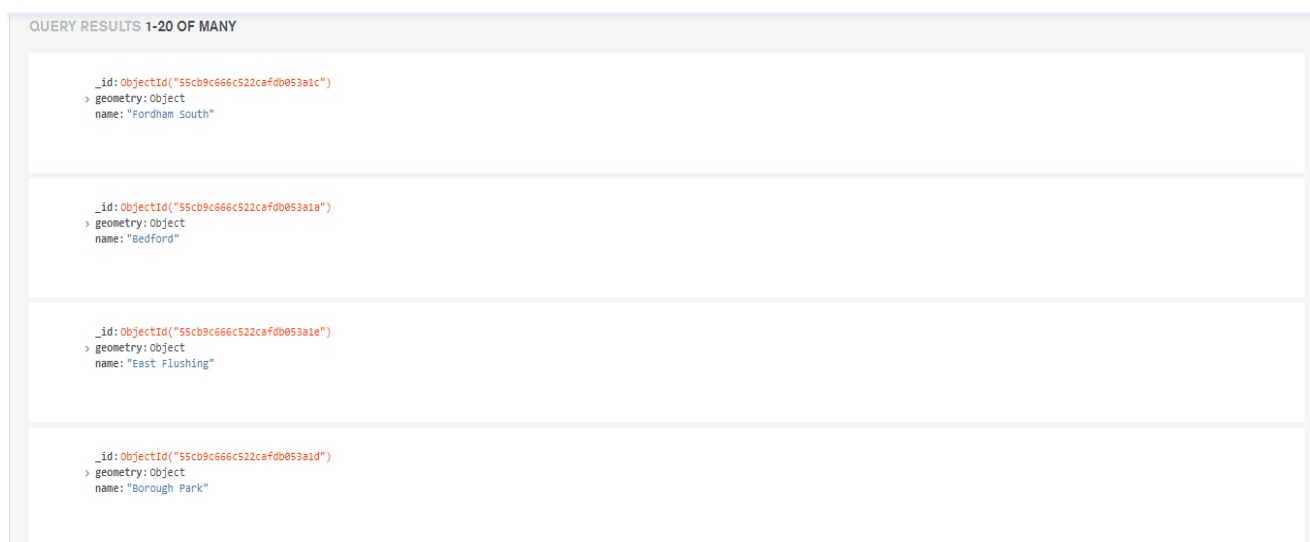 QUERY RESULTS 1-20 OF MANY
_id: ObjectId("55cb9c666c522cafdb053a1c")
> geometry: Object
name: "Fordham South"
_id: ObjectId("55cb9c666c522cafdb053a1a")
> geometry: Object
name: "Bedford"
_id: ObjectId("55cb9c666c522cafdb053a1e")
> geometry: Object
name: "East Flushing"
_id: ObjectId("55cb9c666c522cafdb053a1d")
> geometry: Object
name: "Borough Park"